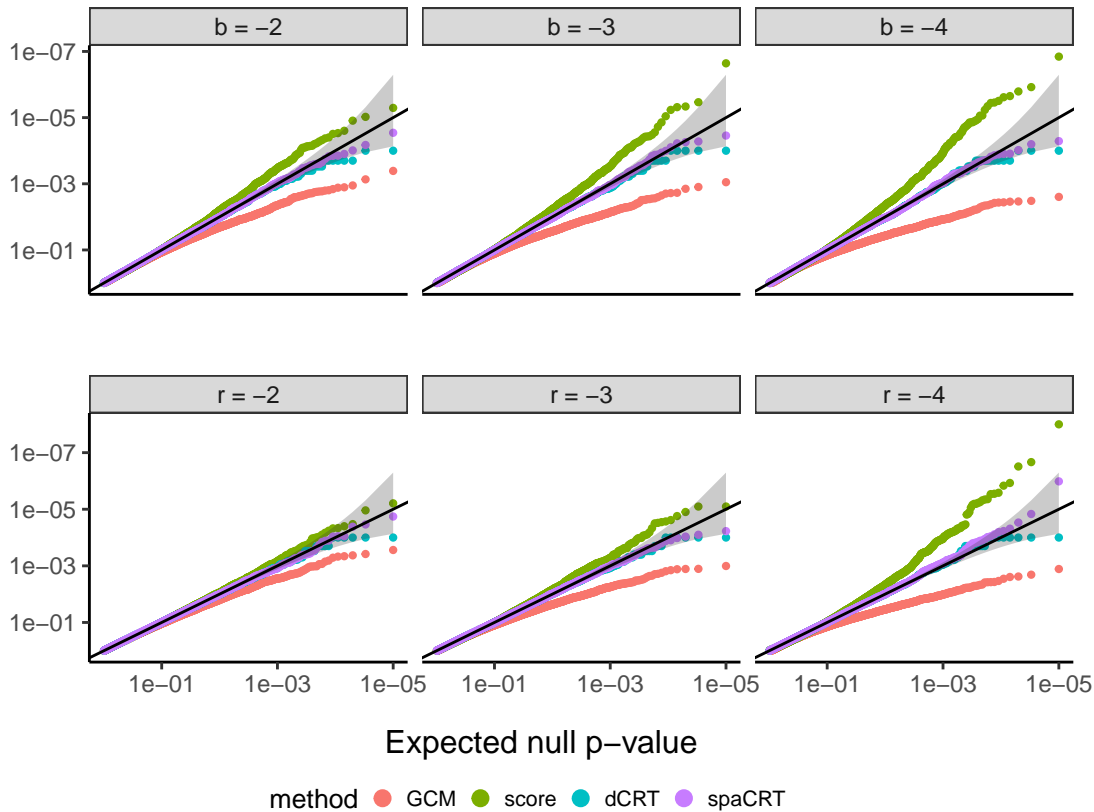 b = −2
b = −3
b = −4
1e−07
1e−05
1e−03
1e−01
r = −2
r = −3
r = −4
1e−07
1e−05
1e−03
1e−01
1e−01 1e−03 1e−05 1e−01 1e−03 1e−05 1e−01 1e−03 1e−05
Expected null p−value
method GCM score dCRT spaCRT